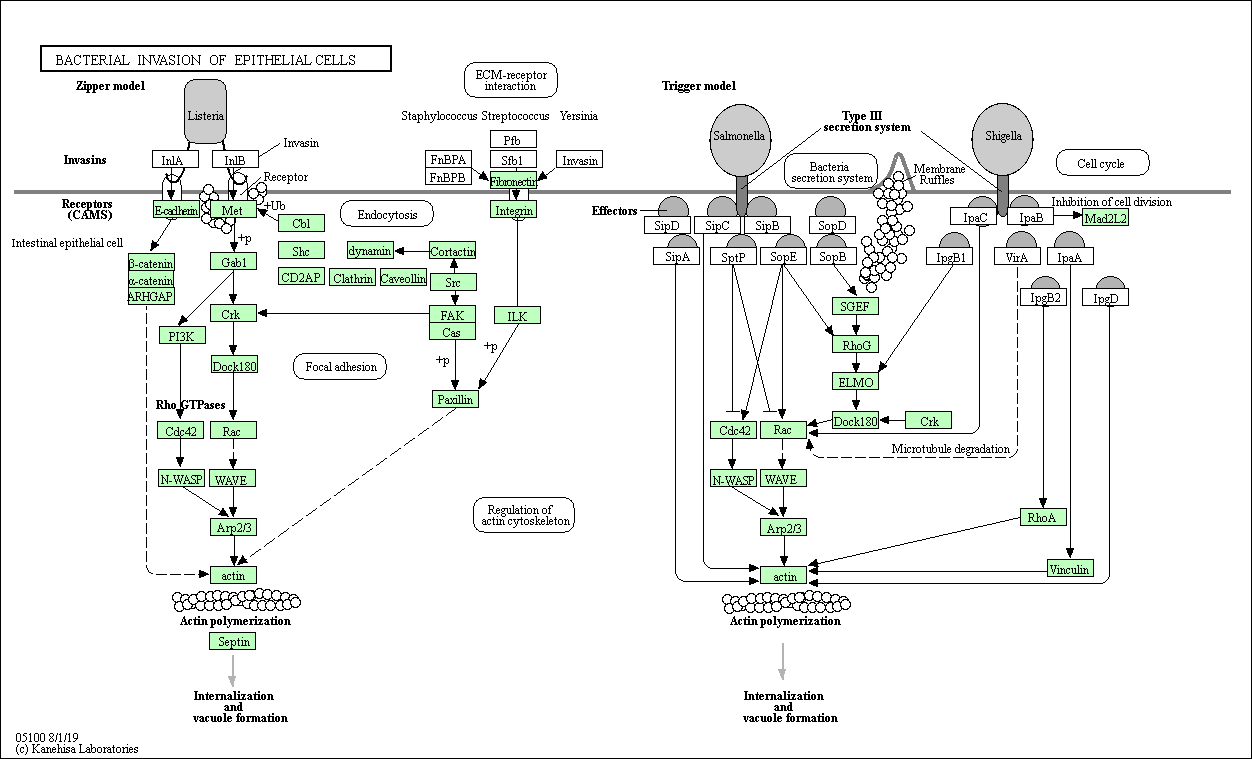 BACTERIAL INVASION OF EPITHELIAL CELLS
Zipper model
Listeria
ECM-receptor
interaction
Staphylococcus
Streptococcus
Yersinia
Trigger model
Salmonella
Type III
secretion system
Shigella
Invasins
InlA
InlB
Invasin
Receptor
FnBPA
FnBPB
Pfb
Sfb1
Fibronectin
Invasin
Bacteria
secretion system
Membrane
Ruffles
Cell cycle
Receptors
(CAMS)
E-cadherin
Met
+Ub
Cbl
Endocytosis
Integrin
Effectors
SipD
SipC
SipB
SopD
IpaC
IpaB
Inhibition of cell division
Mad2L2
Intestinal epithelial cell
+p
Shc
dynamin
Cortactin
SipA
SptP
SopE
SopB
IpgB1
VirA
IpaA
β-catenin
α-catenin
ARHGAP
Gab1
CD2AP
Clathrin
Caveollin
Src
IpgB2
IpgD
Crk
FAK
Cas
ILK
SGEF
PI3K
+p
+p
RhoG
Dock180
Focal adhesion
ELMO
Paxillin
Rho GTPases
Cdc42
Rac
Cdc42
Rac
Dock180
Crk
Microtubule degradation
N-WASP
WAVE
N-WASP
WAVE
Regulation of
actin cytoskeleton
Arp2/3
Arp2/3
RhoA
actin
actin
Vinculin
Actin polymerization
Actin polymerization
Septin
Internalization
and
vacuole formation
Internalization
and
vacuole formation
05100 8/1/19
(c) Kanehisa Laboratories